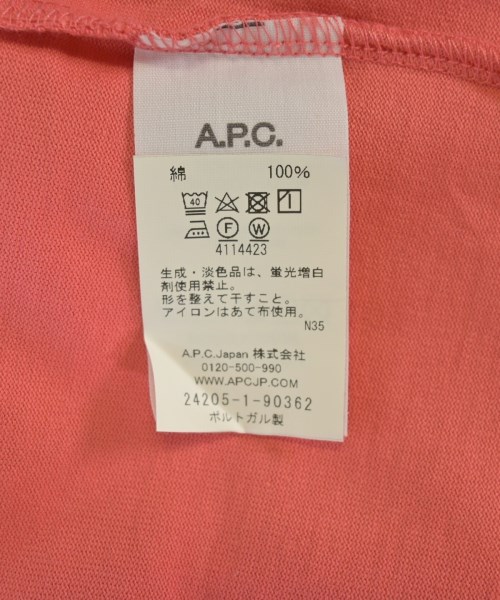 A.P.C.
綿 100%
40
F W
4114423
生成・淡色品は、蛍光増白
剤使用禁止。
形を整えて干すこと。
アイロンはあて布使用。
N35
A.P.C.Japan 株式会社
0120-500-990
WWW.APCJP.COM
24205-1-90362
ポルトガル製